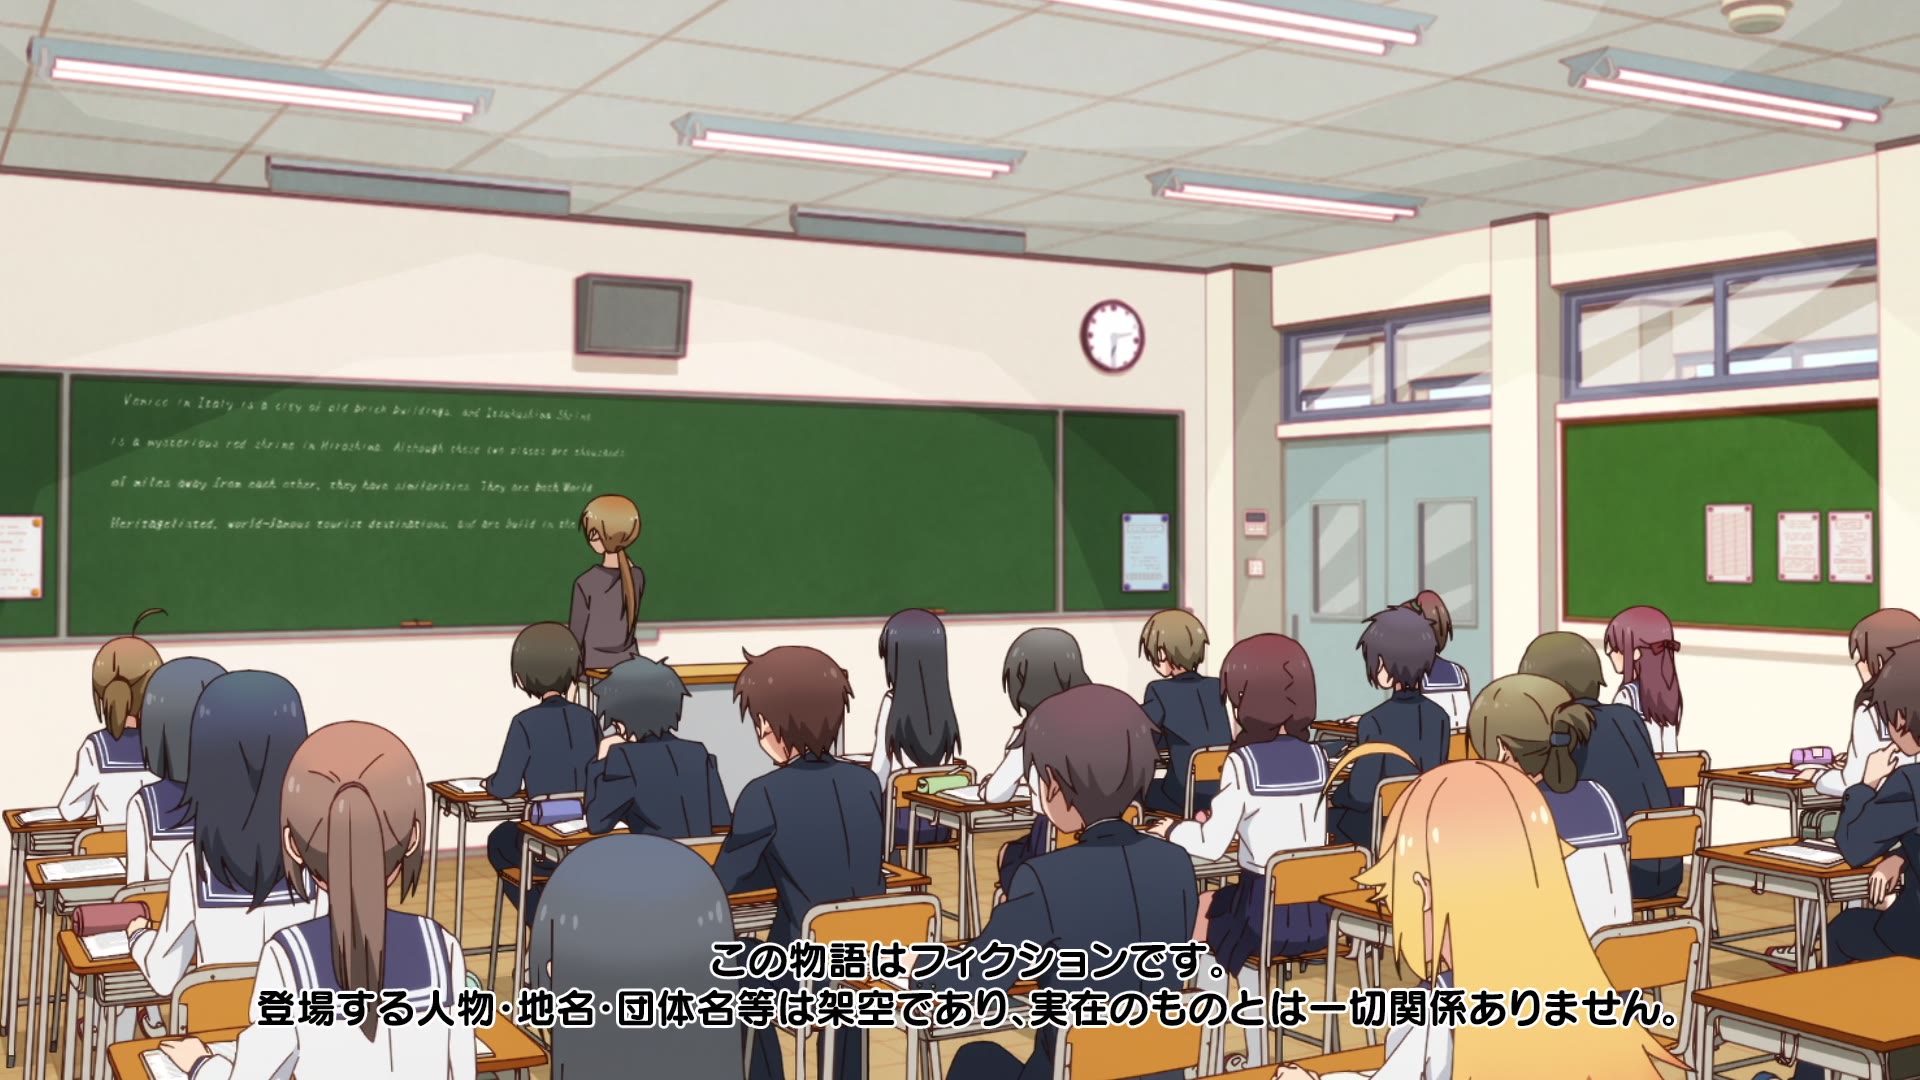 Venice in Italy is a city of old brick buildings, and Itsukushima Shrine
is a mysterious red shrine in Hiroshima. Although these two places are thousands
of miles away from each other, they have similarities. They are both World
Heritagelisted, world-famous tourist destinations, and are build in the
この物語はフィクションです。
登場する人物・地名・団体名等は架空であり、実在のものとは一切関係ありません。